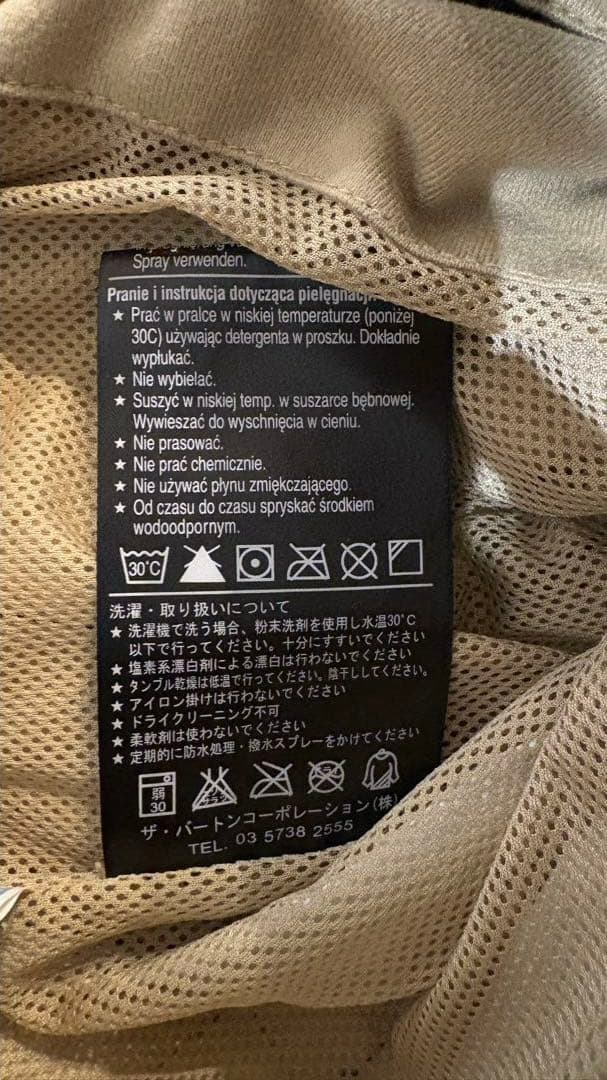 Spray verwenden.
Pranie i instrukcja dotycząca pielęgnacji
★ Prać w pralce w niskiej temperaturze (poniżej
30C) używając detergenta w proszku. Dokładnie
wypłukać.
★ Nie wybielać.
★ Suszyć w niskiej temp. w suszarce bębnowej.
Wywieszać do wyschnięcia w cieniu.
★ Nie prasować.
★ Nie prać chemicznie.
★ Nie używać płynu zmiękczającego.
★ Od czasu do czasu spryskać środkiem
wodoodpornym.
30°C
洗濯・取り扱いについて
★ 洗濯機で洗う場合、粉末洗剤を使用し水温30°C
以下で行ってください。十分にすすいでください
★ 塩素系漂白剤による漂白は行わないでください
★ タンブル乾燥は低温で行ってください。陰干ししてください。
★ アイロン掛けは行わないでください
★ ドライクリーニング不可
★ 柔軟剤は使わないでください
★ 定期的に防水処理・撥水スプレーをかけてください
弱
30
ザ・バートンコーポレーション(株)
TEL. 03 5738 2555